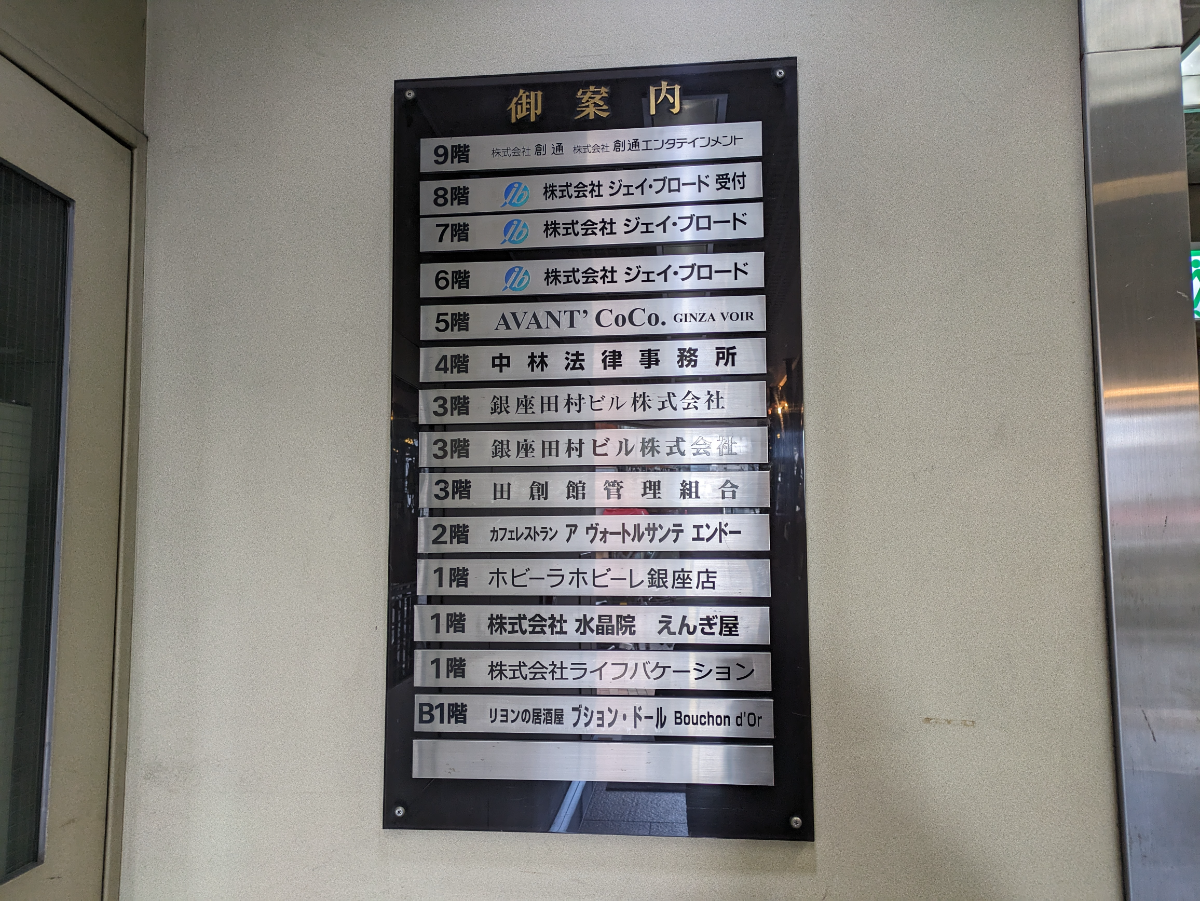 御案内
9階 株式会社 創通 株式会社 創通エンタテインメント
8階 jb 株式会社 ジェイ・ブロード 受付
7階 jb 株式会社 ジェイ・ブロード
6階 jb 株式会社 ジェイ・ブロード
5階 AVANT' CoCo. GINZA VOIR
4階 中林法律事務所
3階 銀座田村ビル株式会社
3階 銀座田村ビル株式会社
3階 田創館管理組合
2階 カフェレストラン ア ヴォートルサンテ エンドー
1階 ホビーラホビーレ銀座店
1階 株式会社 水晶院 えんぎ屋
1階 株式会社ライフバケーション
B1階 リヨンの居酒屋 ブション・ドール Bouchon d'Or